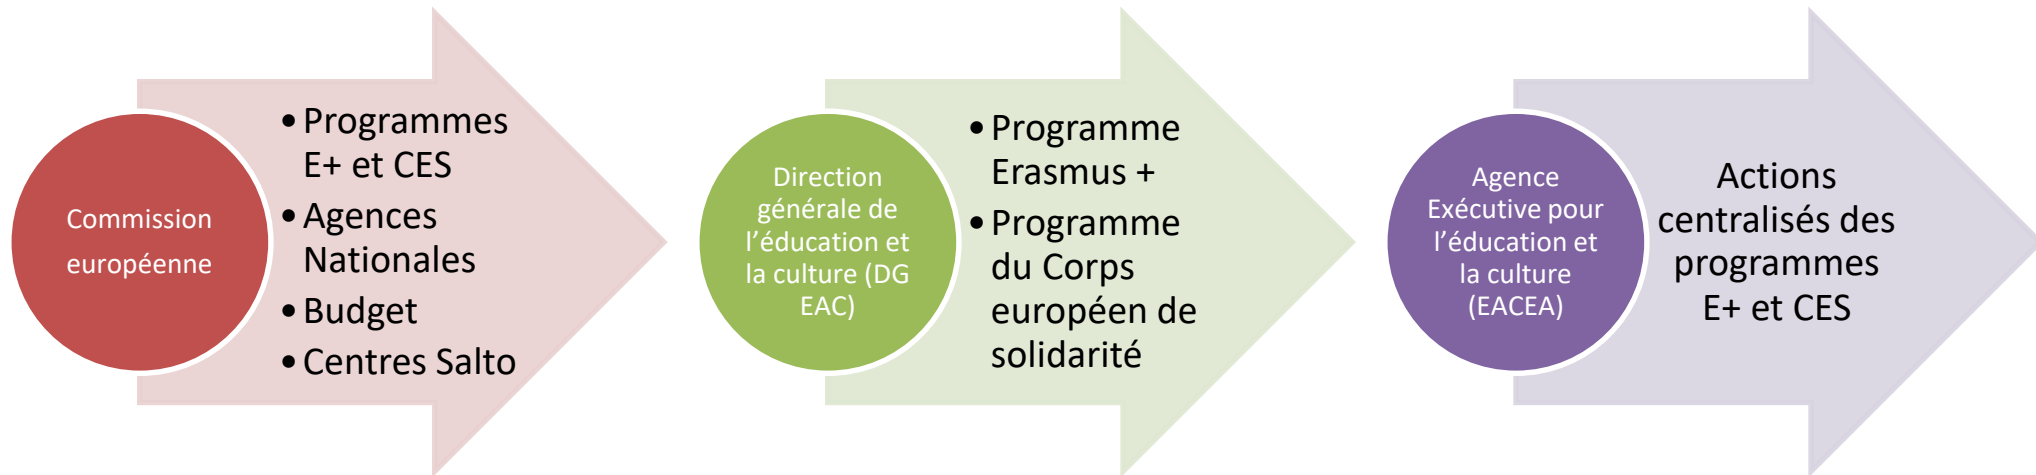 Commission
européenne
• Programmes
E+ et CES
• Agences
Nationales
• Budget
• Centres Salto
Direction
générale de
l’éducation et
la culture (DG
EAC)
• Programme
Erasmus +
• Programme
du Corps
européen de
solidarité
Agence
Exécutive pour
l’éducation et
la culture
(EACEA)
Actions
centralisés des
programmes
E+ et CES